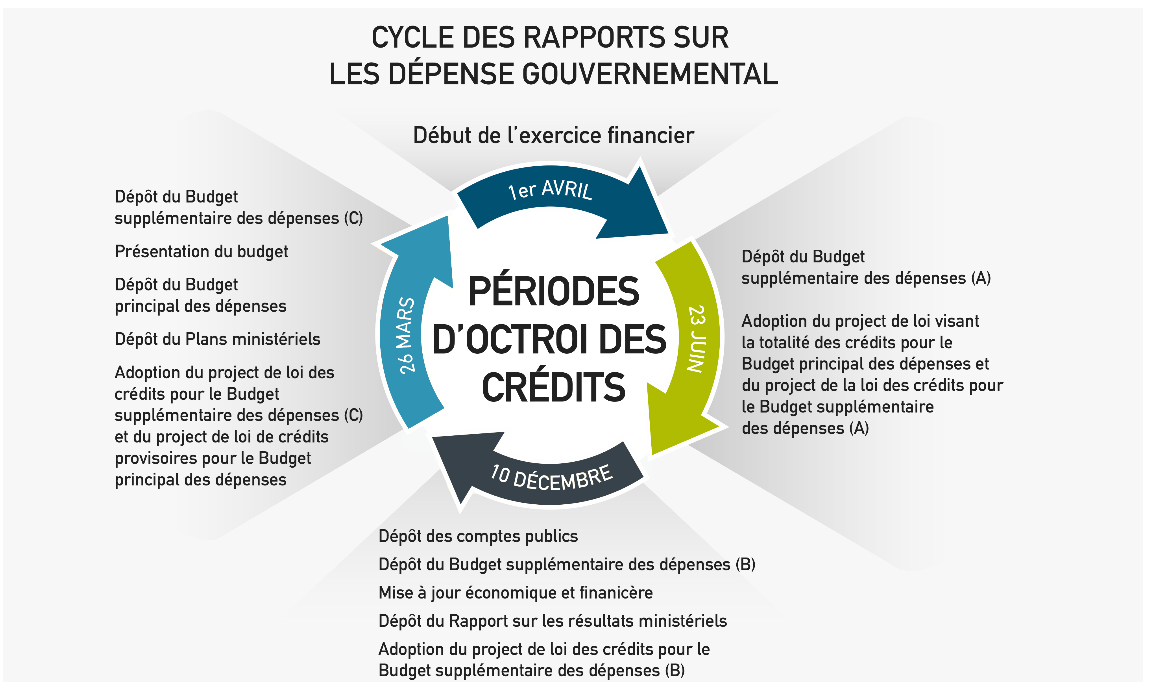 CYCLE DES RAPPORTS SUR
LES DÉPENSE GOUVERNEMENTAL
Début de l'exercice financier
1er AVRIL
Dépôt du Budget
supplémentaire des dépenses (C)
Présentation du budget
Dépôt du Budget
principal des dépenses
Dépôt du Plans ministériels
Adoption du project de loi des
crédits pour le Budget
supplémentaire des dépenses (C)
et du project de loi de crédits
provisoires pour le Budget
principal des dépenses
26 MARS
PÉRIODES
D'OCTROI DES
CRÉDITS
23 JUIN
Dépôt du Budget
supplémentaire des dépenses (A)
Adoption du project de loi visant
la totalité des crédits pour le
Budget principal des dépenses et
du project de la loi des crédits pour
le Budget supplémentaire
des dépenses (A)
10 DÉCEMBRE
Dépôt des comptes publics
Dépôt du Budget supplémentaire des dépenses (B)
Mise à jour économique et finanicère
Dépôt du Rapport sur les résultats ministériels
Adoption du project de loi des crédits pour le
Budget supplémentaire des dépenses (B)